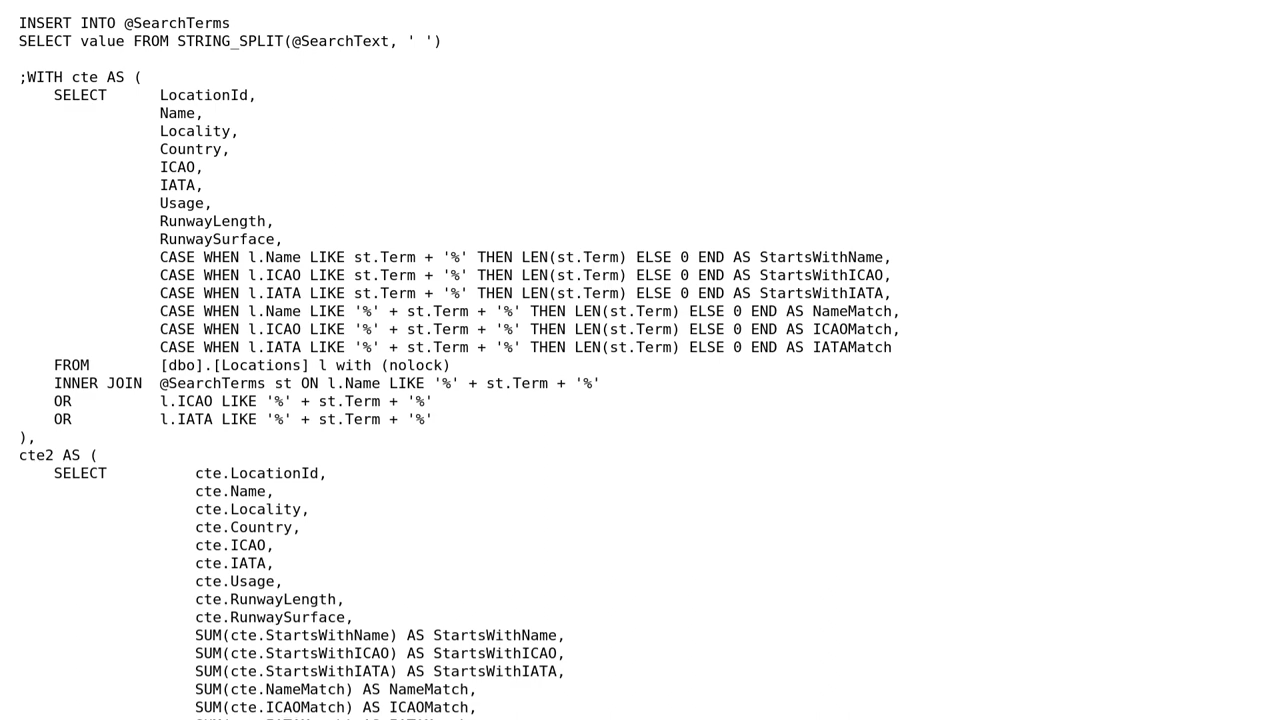 INSERT INTO @SearchTerms
SELECT value FROM STRING_SPLIT(@SearchText, ' ')
;WITH cte AS (
SELECT LocationId,
Name,
Locality,
Country,
ICAO,
IATA,
Usage,
RunwayLength,
RunwaySurface,
CASE WHEN l.Name LIKE st.Term + '%' THEN LEN(st.Term) ELSE 0 END AS StartsWithName,
CASE WHEN l.ICAO LIKE st.Term + '%' THEN LEN(st.Term) ELSE 0 END AS StartsWithICAO,
CASE WHEN l.IATA LIKE st.Term + '%' THEN LEN(st.Term) ELSE 0 END AS StartsWithIATA,
CASE WHEN l.Name LIKE '%' + st.Term + '%' THEN LEN(st.Term) ELSE 0 END AS NameMatch,
CASE WHEN l.ICAO LIKE '%' + st.Term + '%' THEN LEN(st.Term) ELSE 0 END AS ICAOMatch,
CASE WHEN l.IATA LIKE '%' + st.Term + '%' THEN LEN(st.Term) ELSE 0 END AS IATAMatch
FROM [dbo].[Locations] l with (nolock)
INNER JOIN @SearchTerms st ON l.Name LIKE '%' + st.Term + '%'
OR l.ICAO LIKE '%' + st.Term + '%'
OR l.IATA LIKE '%' + st.Term + '%'
),
cte2 AS (
SELECT cte.LocationId,
cte.Name,
cte.Locality,
cte.Country,
cte.ICAO,
cte.IATA,
cte.Usage,
cte.RunwayLength,
cte.RunwaySurface,
SUM(cte.StartsWithName) AS StartsWithName,
SUM(cte.StartsWithICAO) AS StartsWithICAO,
SUM(cte.StartsWithIATA) AS StartsWithIATA,
SUM(cte.NameMatch) AS NameMatch,
SUM(cte.ICAOMatch) AS ICAOMatch,